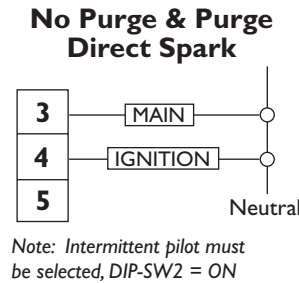 No Purge & Purge
Direct Spark
3
MAIN
4
IGNITION
5
Neutral
Note: Intermittent pilot must
be selected, DIP-SW2 = ON